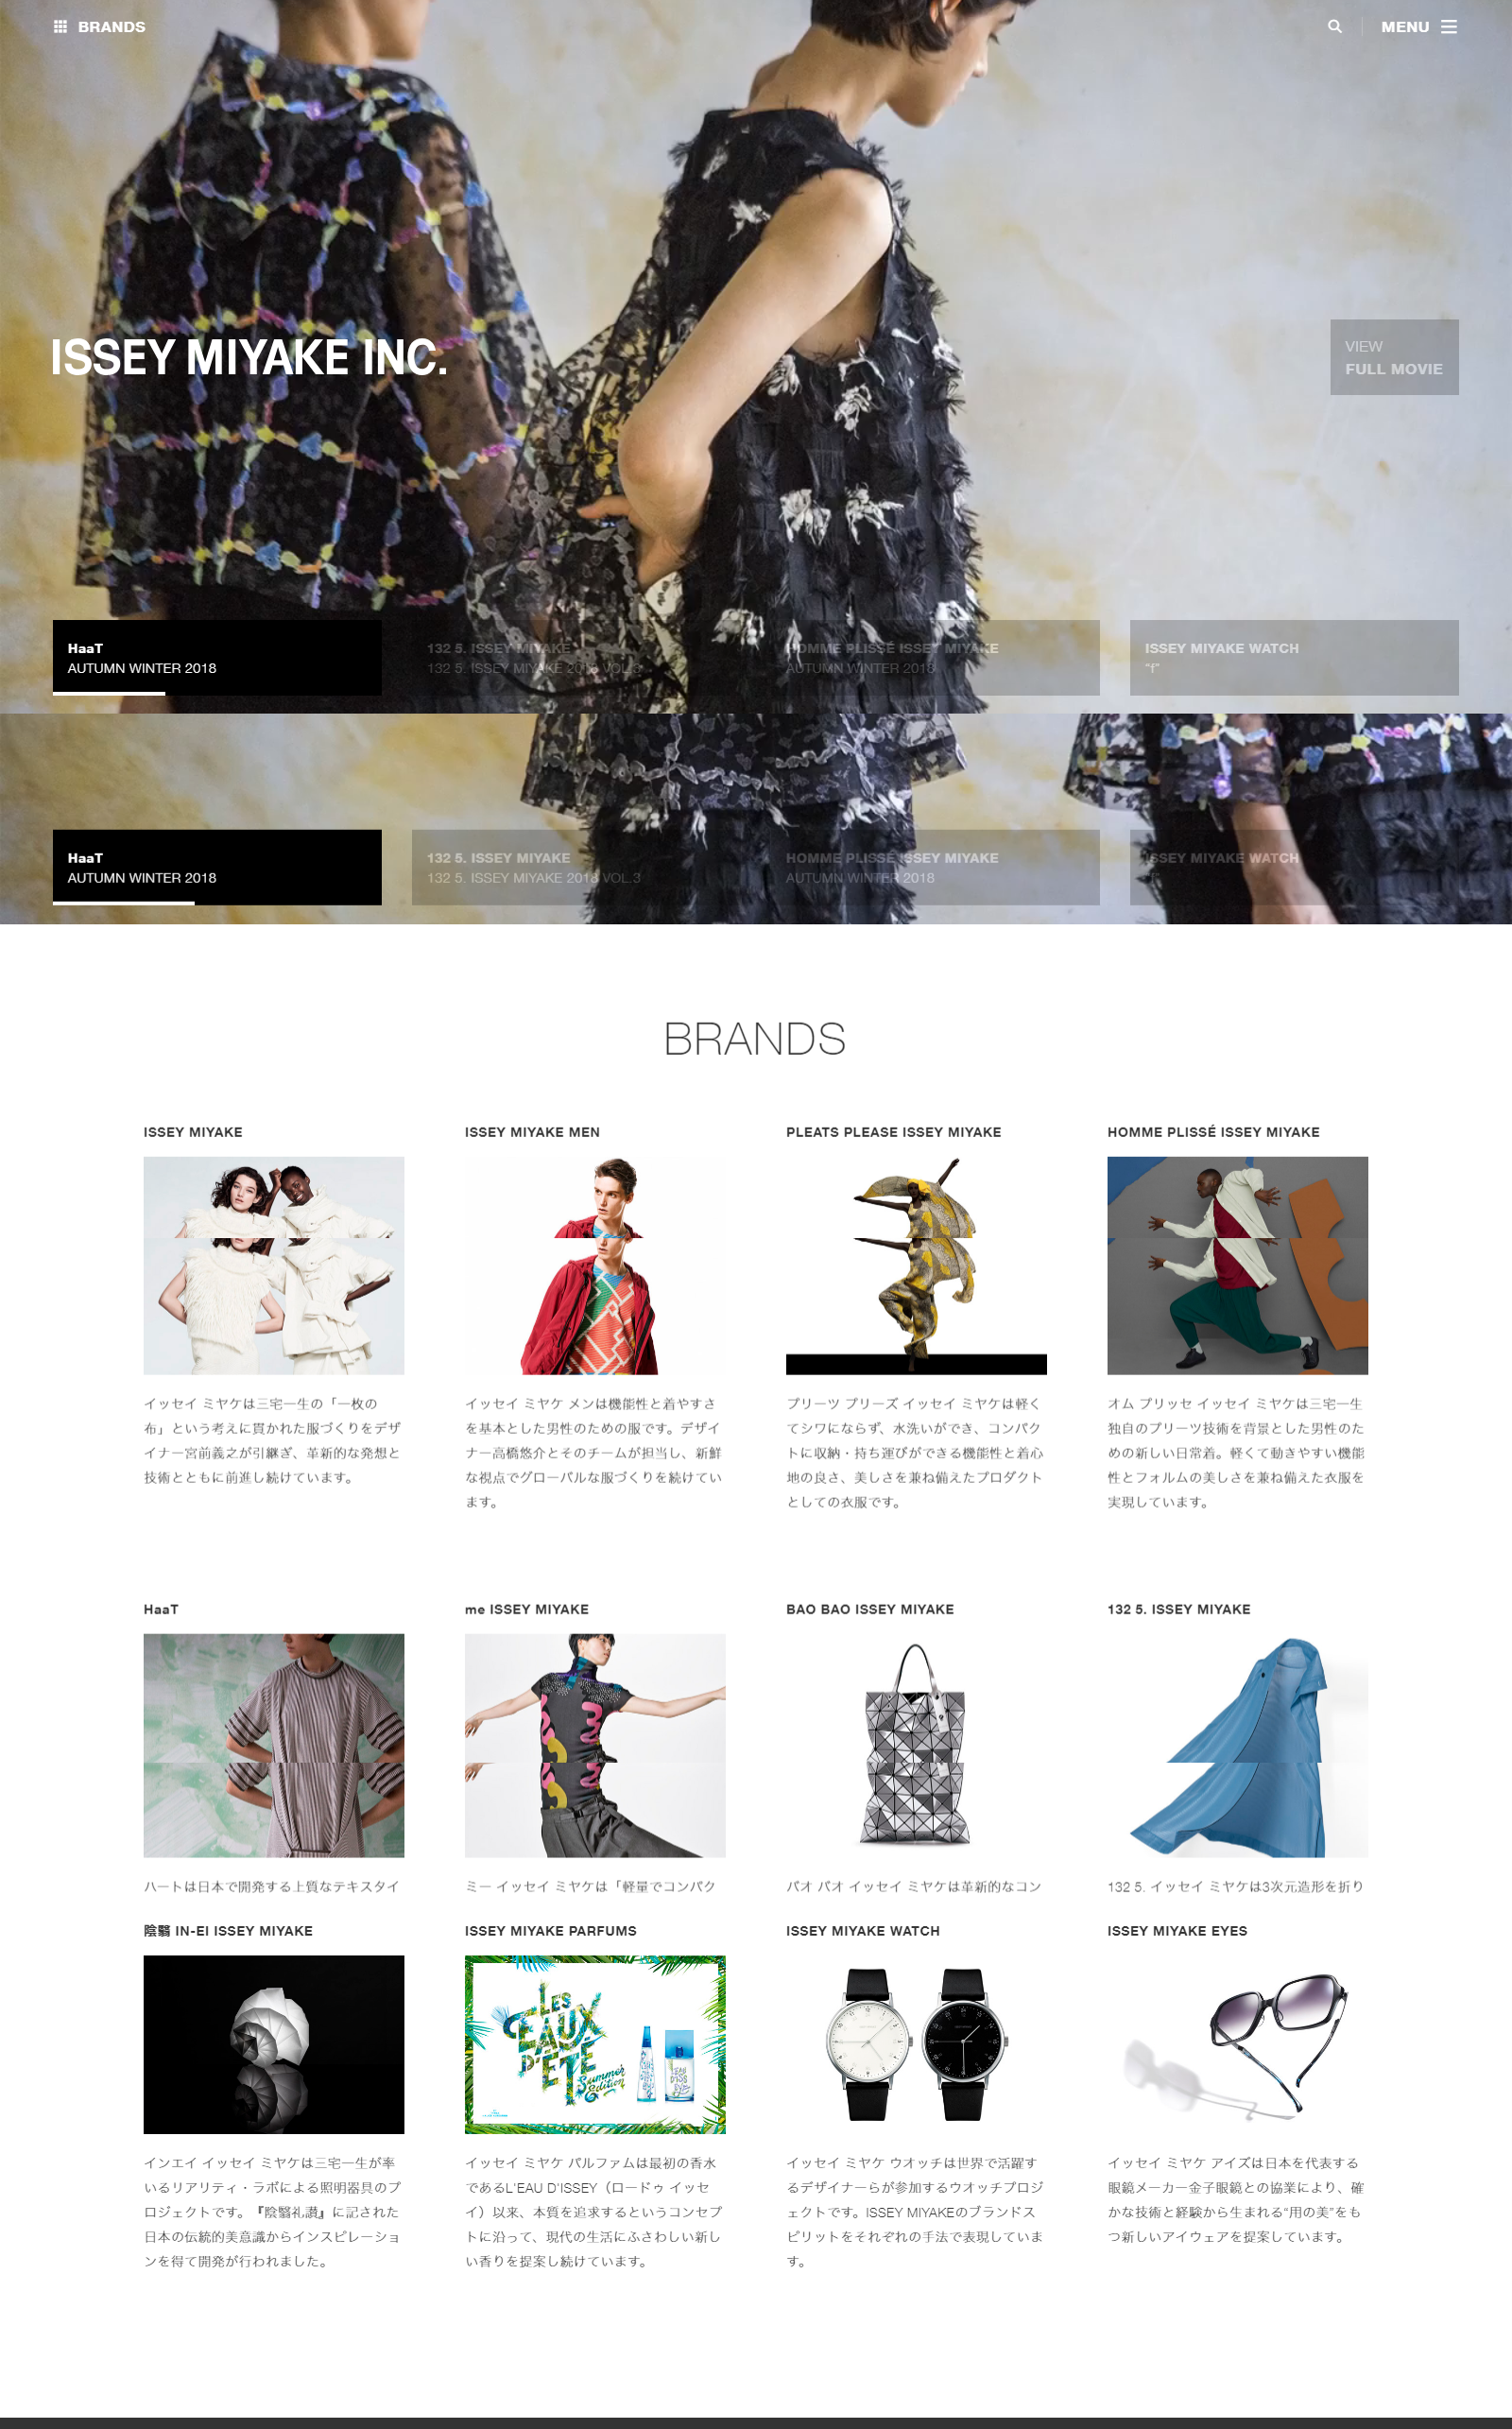 BRANDS
MENU
ISSEY MIYAKE INC.
VIEW
FULL MOVIE
HaaT
AUTUMN WINTER 2018
132 5. ISSEY MIYAKE
132 5. ISSEY MIYAKE 2018 VOL.3
HOMME PLISSÉ ISSEY MIYAKE
AUTUMN WINTER 2018
ISSEY MIYAKE WATCH
“f”
HaaT
AUTUMN WINTER 2018
132 5. ISSEY MIYAKE
132 5. ISSEY MIYAKE 2018 VOL.3
HOMME PLISSÉ ISSEY MIYAKE
AUTUMN WINTER 2018
ISSEY MIYAKE WATCH
“f”
BRANDS
ISSEY MIYAKE
イッセイ ミヤケは三宅一生の「一枚の
布」という考えに貫かれた服づくりをデザ
イナー宮前義之が引継ぎ、革新的な発想と
技術とともに前進し続けています。
ISSEY MIYAKE MEN
イッセイ ミヤケ メンは機能性と着やすさ
を基本とした男性のための服です。デザイ
ナー高橋悠介とそのチームが担当し、新鮮
な視点でグローバルな服づくりを続けてい
ます。
PLEATS PLEASE ISSEY MIYAKE
プリーツ プリーズ イッセイ ミヤケは軽く
てシワにならず、水洗いができ、コンパク
トに収納・持ち運びができる機能性と着心
地の良さ、美しさを兼ね備えたプロダクト
としての衣服です。
HOMME PLISSÉ ISSEY MIYAKE
オム プリッセ イッセイ ミヤケは三宅一生
独自のプリーツ技術を背景とした男性のた
めの新しい日常着。軽くて動きやすい機能
性とフォルムの美しさを兼ね備えた衣服を
実現しています。
HaaT
ハートは日本で開発する上質なテキスタイ
me ISSEY MIYAKE
ミー イッセイ ミヤケは「軽量でコンパク
BAO BAO ISSEY MIYAKE
バオ バオ イッセイ ミヤケは革新的なコン
132 5. ISSEY MIYAKE
132 5. イッセイ ミヤケは3次元造形を折り
陰翳 IN-EI ISSEY MIYAKE
インエイ イッセイ ミヤケは三宅一生が率
いるリアリティ・ラボによる照明器具のプ
ロジェクトです。『陰翳礼讃』に記された
日本の伝統的美意識からインスピレーショ
ンを得て開発が行われました。
ISSEY MIYAKE PARFUMS
LES
EAUX
D'ÉTÉ
Summer
Edition
イッセイ ミヤケ パルファムは最初の香水
であるL'EAU D'ISSEY（ロードゥ イッセ
イ）以来、本質を追求するというコンセプ
トに沿って、現代の生活にふさわしい新し
い香りを提案し続けています。
ISSEY MIYAKE WATCH
イッセイ ミヤケ ウオッチは世界で活躍す
るデザイナーらが参加するウオッチプロジ
ェクトです。ISSEY MIYAKEのブランドス
ピリットをそれぞれの手法で表現していま
す。
ISSEY MIYAKE EYES
イッセイ ミヤケ アイズは日本を代表する
眼鏡メーカー金子眼鏡との協業により、確
かな技術と経験から生まれる“用の美”をも
つ新しいアイウェアを提案しています。